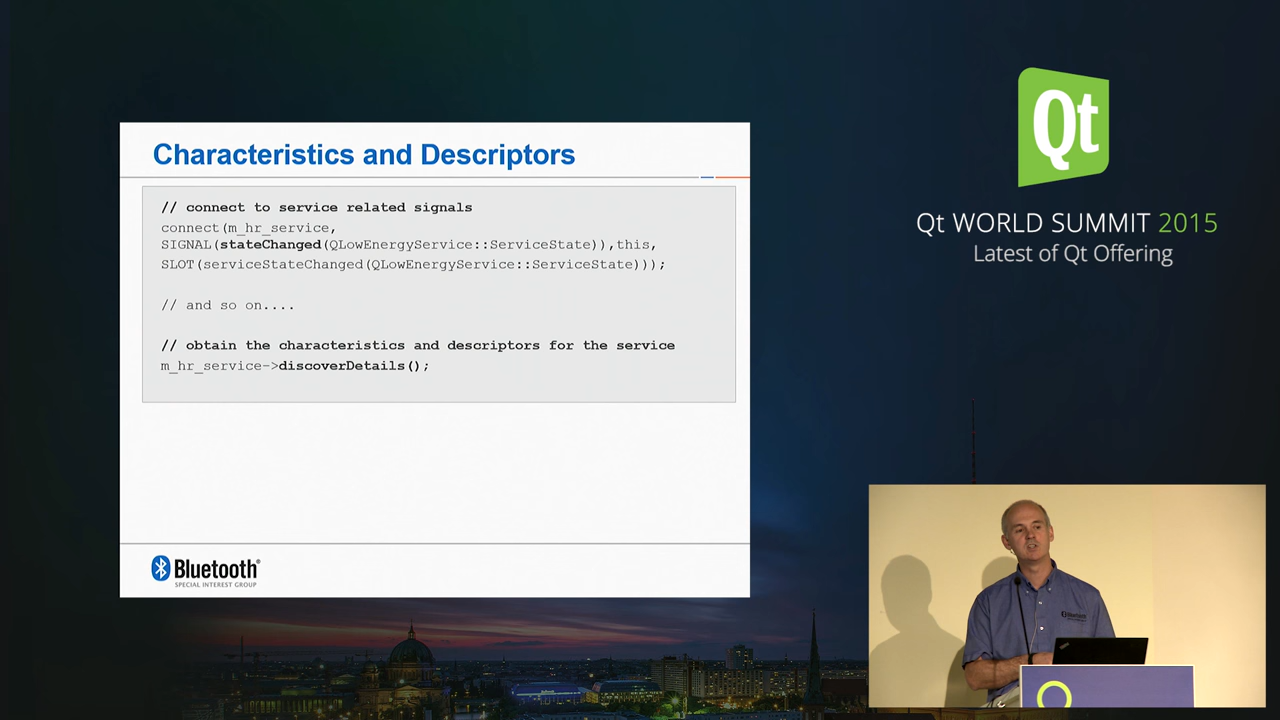 Characteristics and Descriptors
// connect to service related signals
connect(m_hr_service,
SIGNAL(stateChanged(QLowEnergyService::ServiceState)),this,
SLOT(serviceStateChanged(QLowEnergyService::ServiceState)));
// and so on....
// obtain the characteristics and descriptors for the service
m_hr_service->discoverDetails();
Bluetooth®
SPECIAL INTEREST GROUP
Qt
Qt WORLD SUMMIT 2015
Latest of Qt Offering
Bluetooth